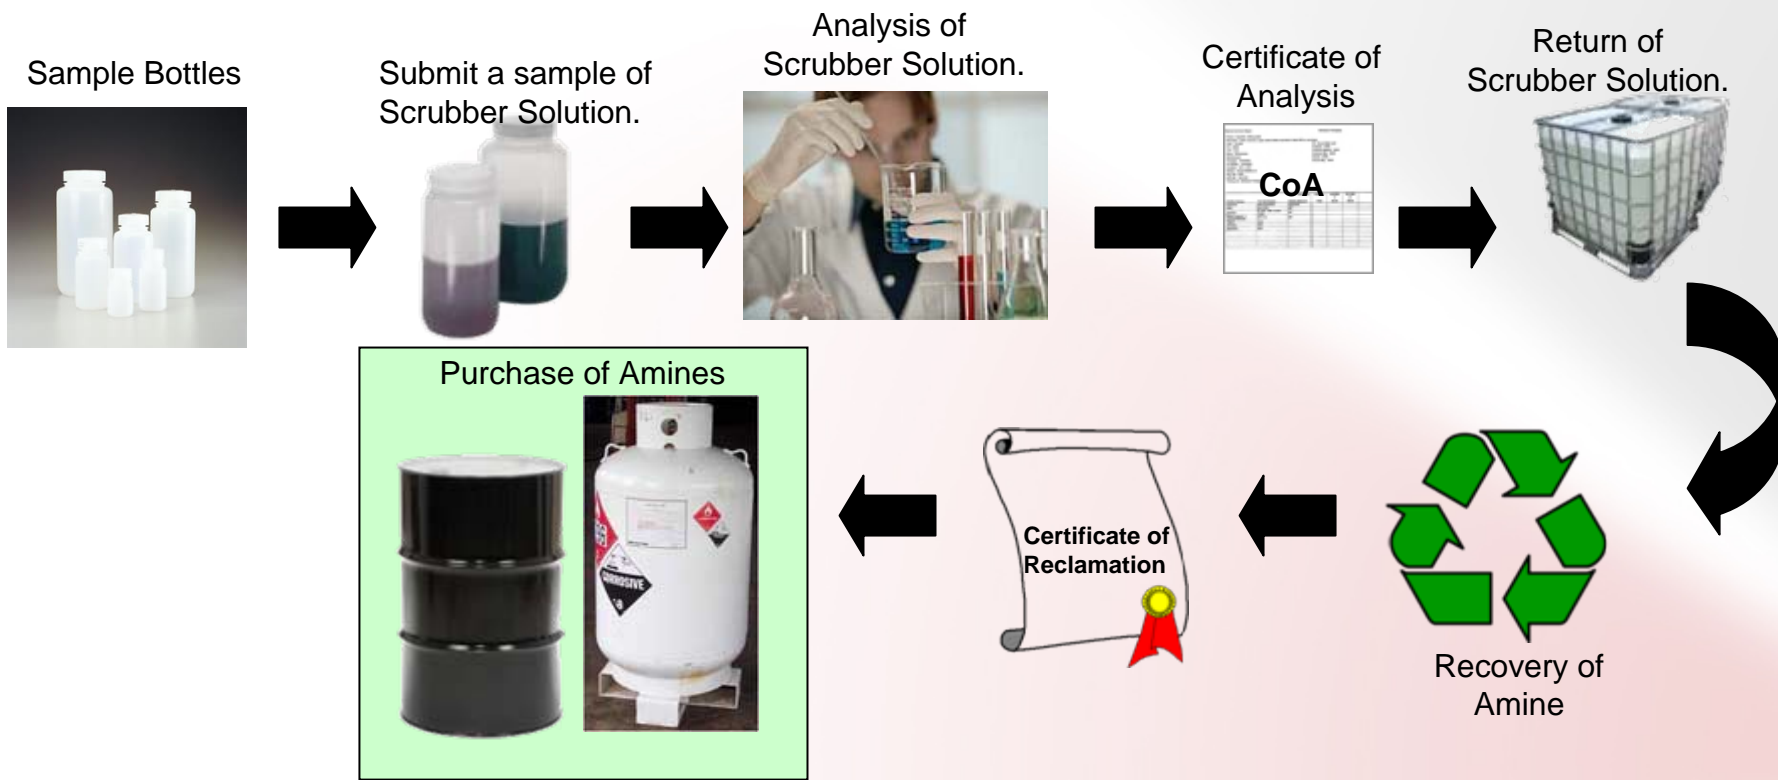 Sample Bottles
Submit a sample of
Scrubber Solution.
Analysis of
Scrubber Solution.
Certificate of
Analysis
CoA
Return of
Scrubber Solution.
Recovery of
Amine
Certificate of
Reclamation
Purchase of Amines
CORROSIVE
8